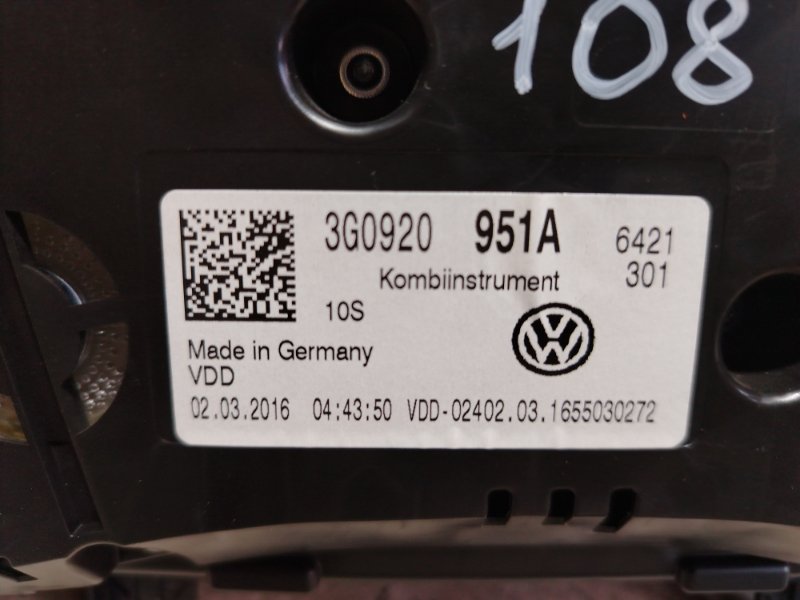 108
3G0920 951A 6421
Kombiinstrument 301
10S
Made in Germany
VDD
02.03.2016 04:43:50 VDD-02402.03.1655030272